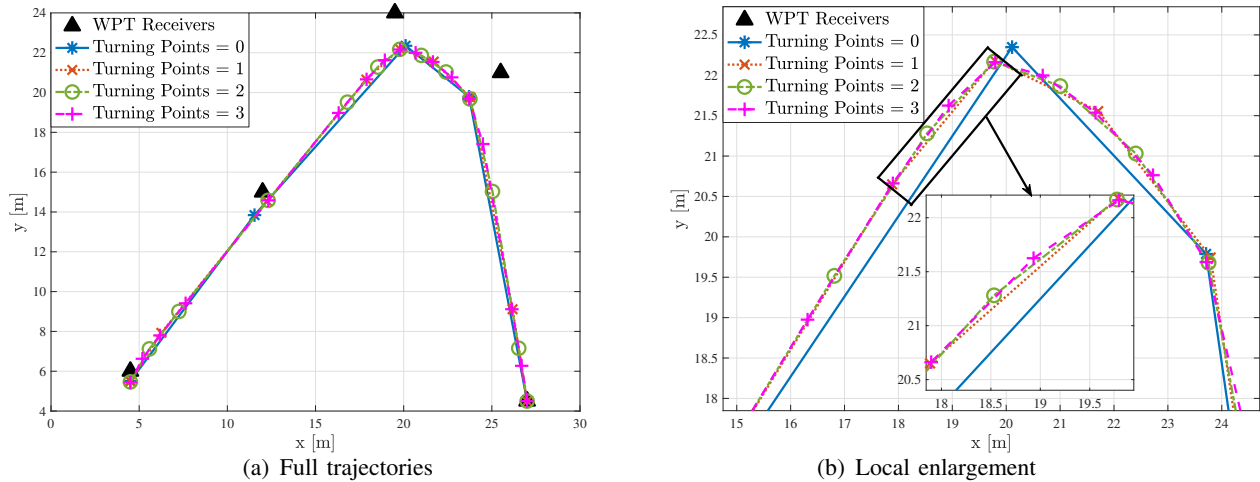 WPT Receivers
Turning Points = 0
Turning Points = 1
Turning Points = 2
Turning Points = 3
24
22
20
18
16
14
12
10
8
6
4
y [m]
0 5 10 15 20 25 30
x [m]
(a) Full trajectories
WPT Receivers
Turning Points = 0
Turning Points = 1
Turning Points = 2
Turning Points = 3
22.5
22
21.5
21
20.5
20
19.5
19
18.5
18
y [m]
22
21.5
21
20.5
18 18.5 19 19.5
15 16 17 18 19 20 21 22 23 24
x [m]
(b) Local enlargement